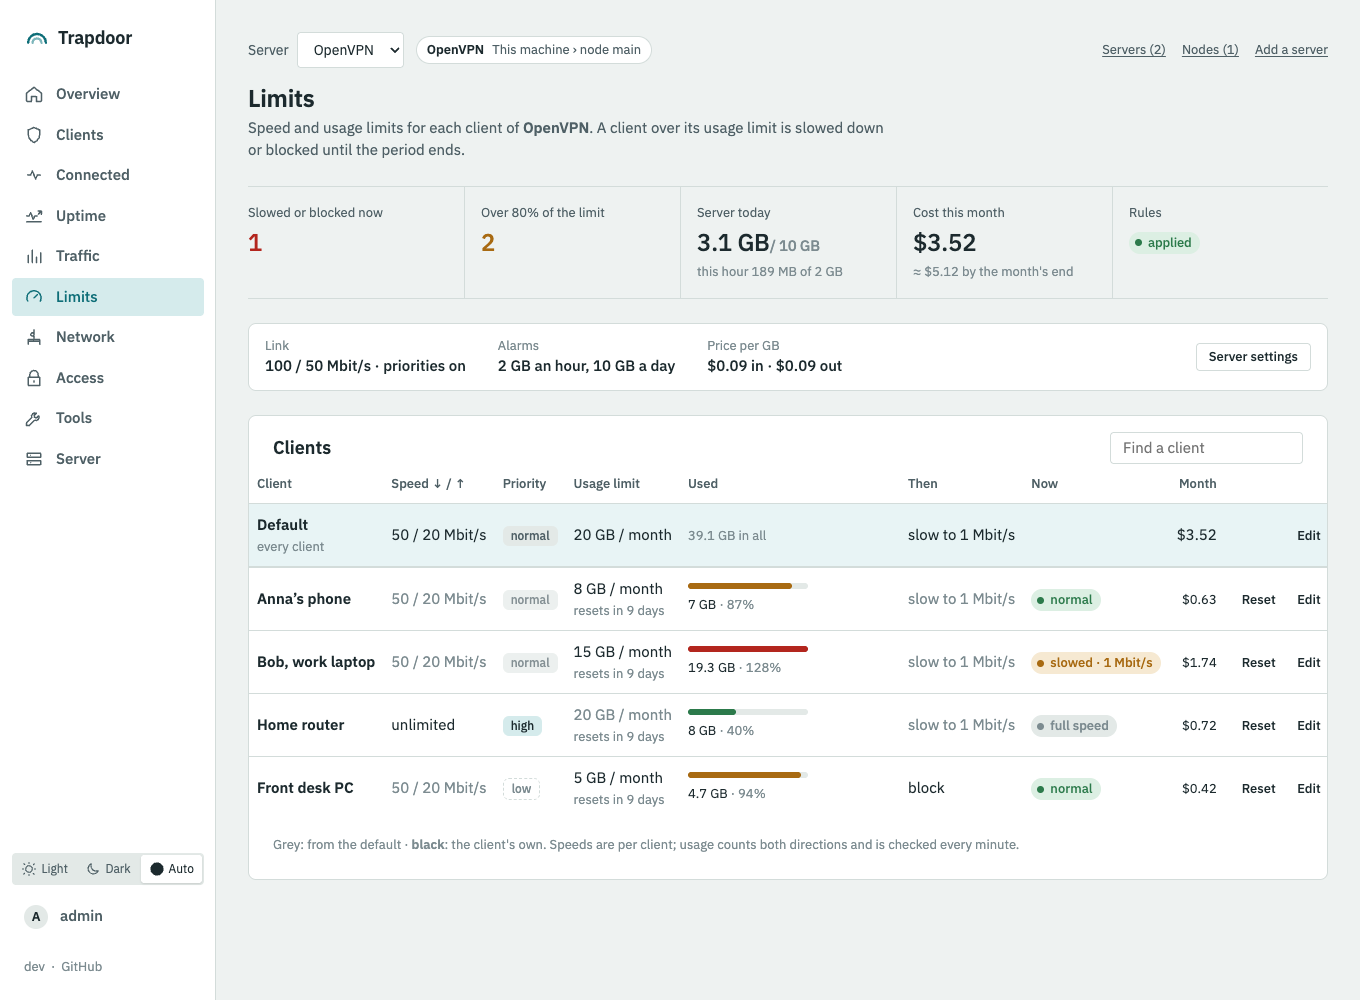 Trapdoor
Overview
Clients
Connected
Uptime
Traffic
Limits
Network
Access
Tools
Server
Light Dark Auto
A admin
dev · GitHub
Server OpenVPN OpenVPN This machine › node main Servers (2) Nodes (1) Add a server
Limits
Speed and usage limits for each client of OpenVPN. A client over its usage limit is slowed down
or blocked until the period ends.
Slowed or blocked now
1
Over 80% of the limit
2
Server today
3.1 GB/ 10 GB
this hour 189 MB of 2 GB
Cost this month
$3.52
≈ $5.12 by the month's end
Rules
applied
Link
100 / 50 Mbit/s · priorities on
Alarms
2 GB an hour, 10 GB a day
Price per GB
$0.09 in · $0.09 out
Server settings
Clients
Find a client
Client Speed ↓ / ↑ Priority Usage limit Used Then Now Month
Default
every client
50 / 20 Mbit/s normal 20 GB / month 39.1 GB in all slow to 1 Mbit/s $3.52 Edit
Anna’s phone 50 / 20 Mbit/s normal
8 GB / month
resets in 9 days
7 GB · 87%
slow to 1 Mbit/s normal $0.63 Reset Edit
Bob, work laptop 50 / 20 Mbit/s normal
15 GB / month
resets in 9 days
19.3 GB · 128%
slow to 1 Mbit/s slowed · 1 Mbit/s $1.74 Reset Edit
Home router unlimited high
20 GB / month
resets in 9 days
8 GB · 40%
slow to 1 Mbit/s full speed $0.72 Reset Edit
Front desk PC 50 / 20 Mbit/s low
5 GB / month
resets in 9 days
4.7 GB · 94%
block normal $0.42 Reset Edit
Grey: from the default · black: the client's own. Speeds are per client; usage counts both directions and is checked every minute.